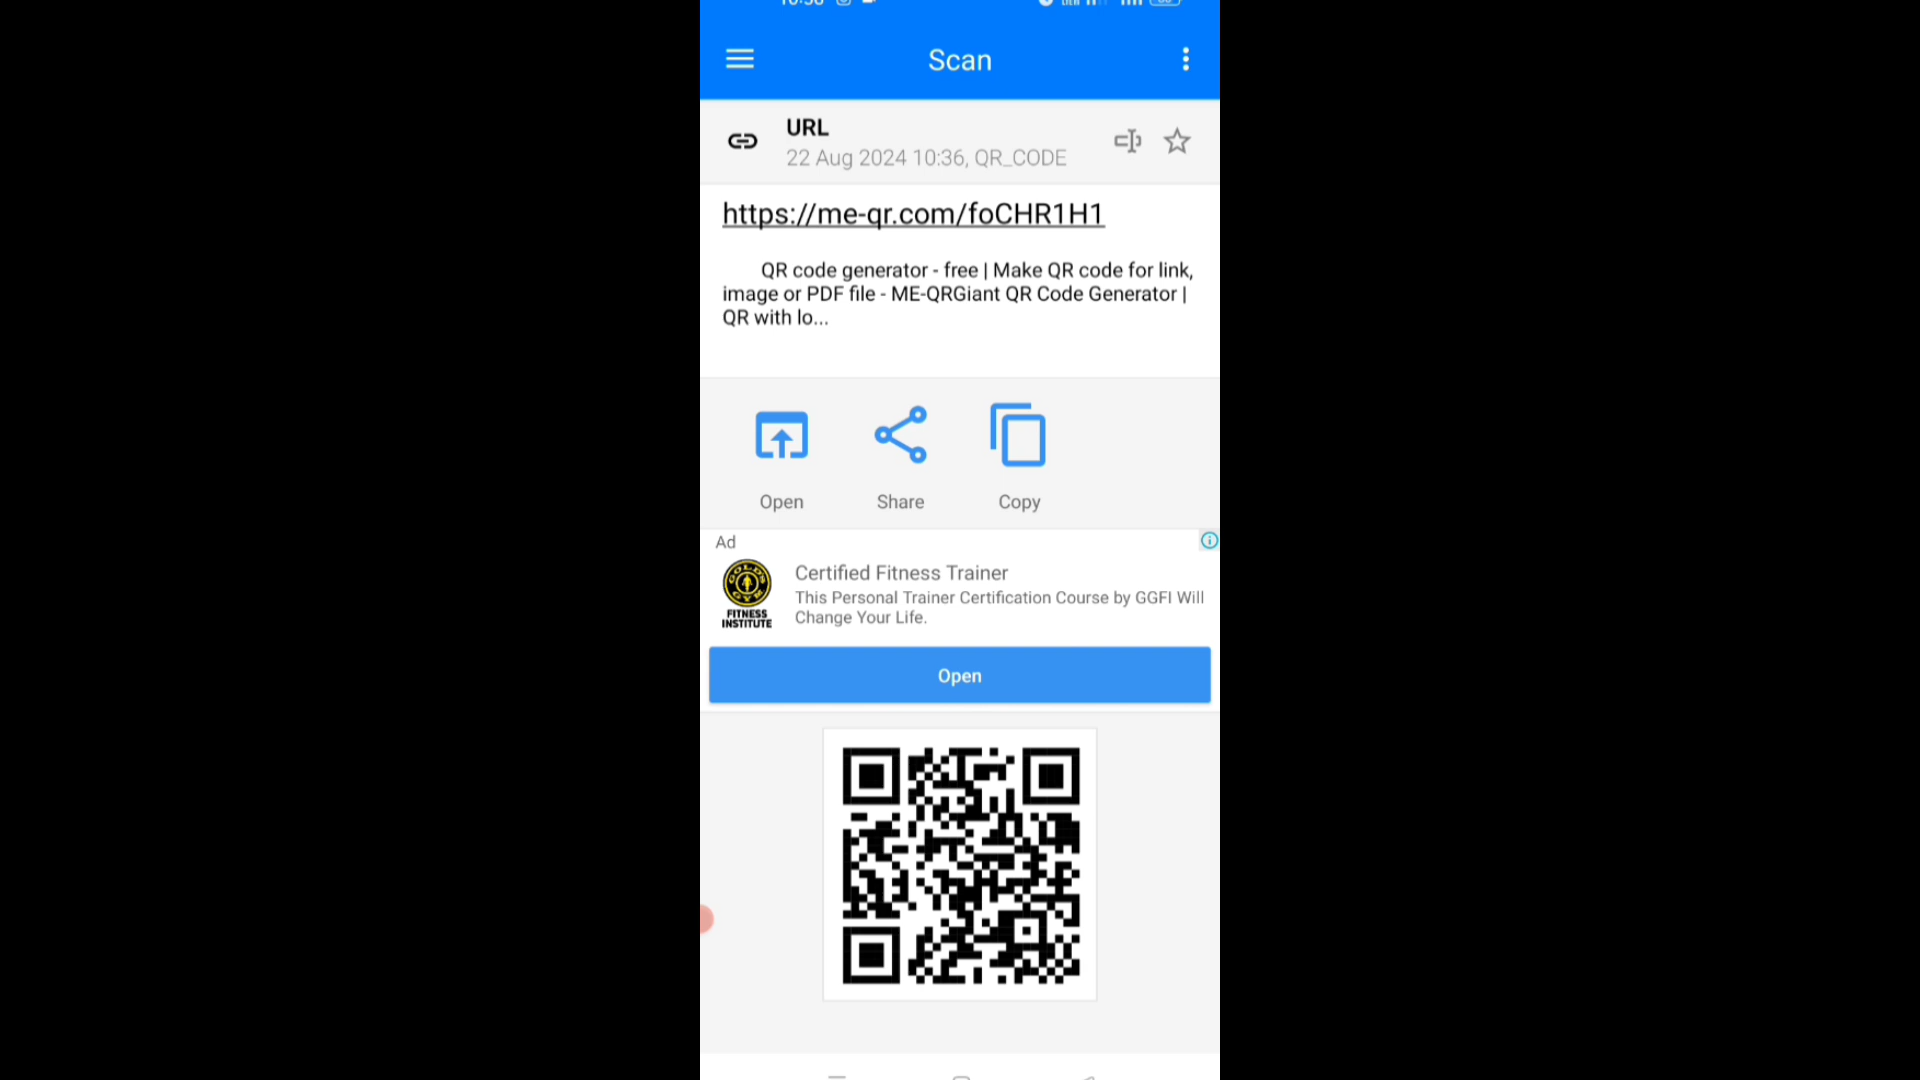 Scan
URL
22 Aug 2024 10:36, QR_CODE
https://me-qr.com/foCHR1H1
QR code generator - free | Make QR code for link,
image or PDF file - ME-QRGiant QR Code Generator |
QR with lo...
Open
Share
Copy
Ad
GOLD'S GYM
FITNESS
INSTITUTE
Certified Fitness Trainer
This Personal Trainer Certification Course by GGFI Will
Change Your Life.
Open